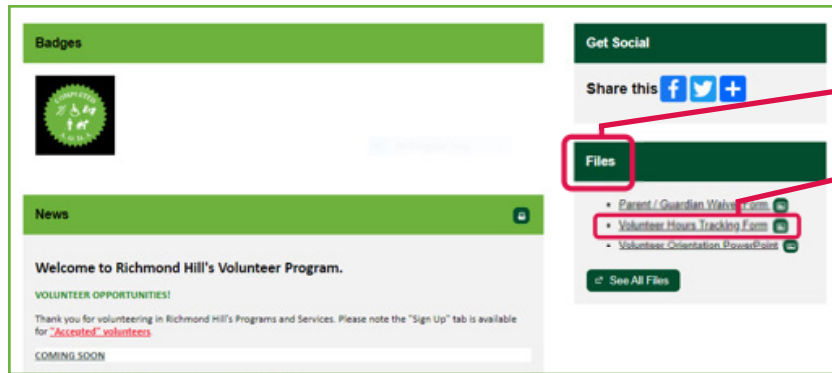 Badges
COMPLETED
A.O.D.A.
News
Welcome to Richmond Hill's Volunteer Program.
VOLUNTEER OPPORTUNITIES!
Thank you for volunteering in Richmond Hill's Programs and Services. Please note the "Sign Up" tab is available
for "Accepted" volunteers.
COMING SOON
Get Social
Share this
Files
Parent / Guardian Waiver Form
Volunteer Hours Tracking Form
Volunteer Orientation PowerPoint
See All Files